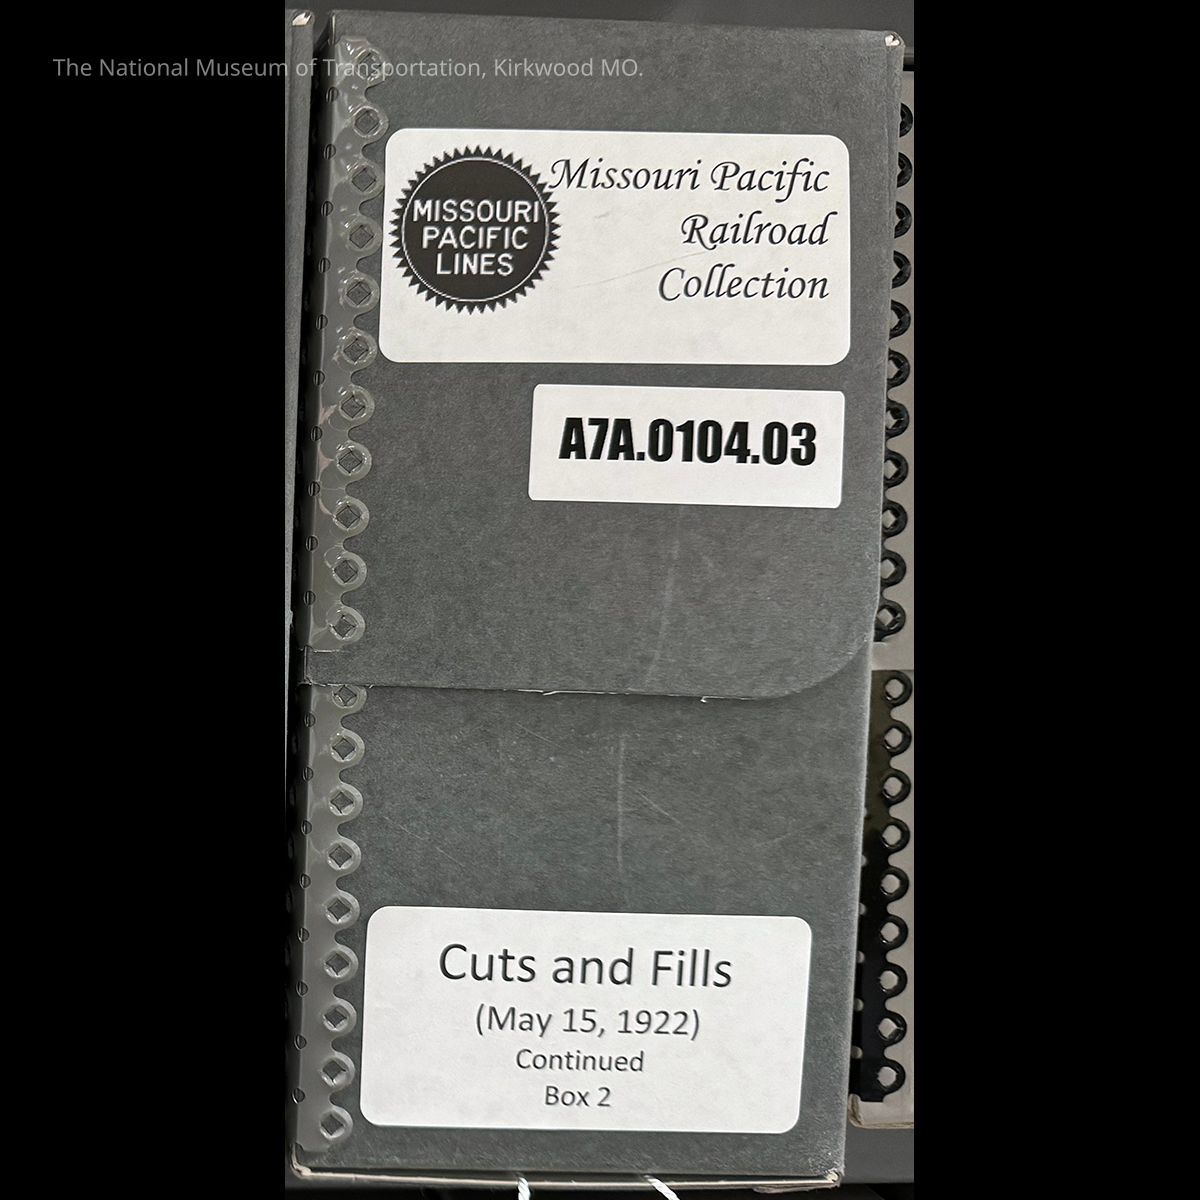 The National Museum of Transportation, Kirkwood MO.
MISSOURI
PACIFIC
LINES
Missouri Pacific
Railroad
Collection
A7A.0104.03
Cuts and Fills
(May 15, 1922)
Continued
Box 2